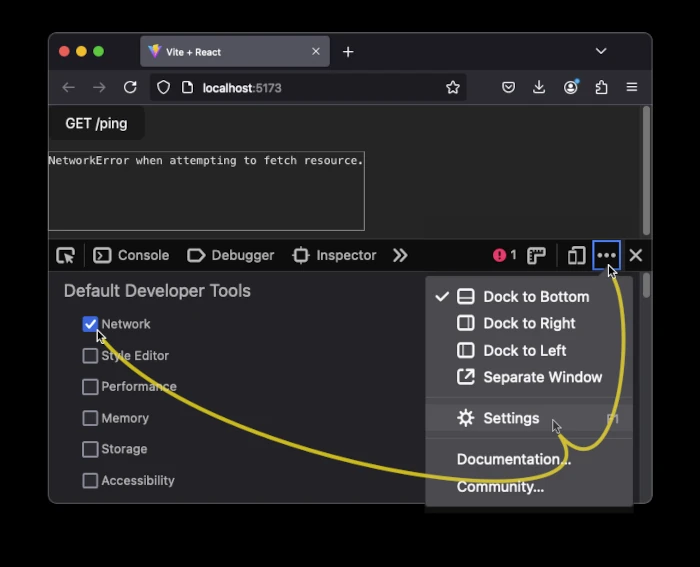 Vite + React
localhost:5173
GET /ping
NetworkError when attempting to fetch resource.
Console Debugger Inspector 1
Default Developer Tools
Network
Style Editor
Performance
Memory
Storage
Accessibility
Dock to Bottom
Dock to Right
Dock to Left
Separate Window
Settings F1
Documentation...
Community...